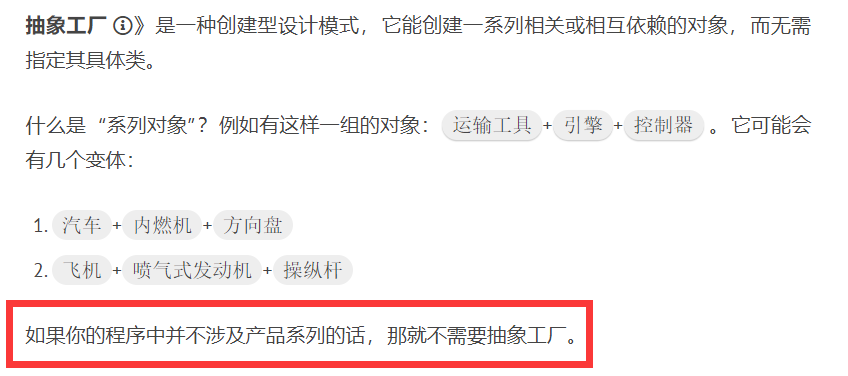 抽象工厂 ⓘ》是一种创建型设计模式，它能创建一系列相关或相互依赖的对象，而无需
指定其具体类。
什么是“系列对象”？例如有这样一组的对象：运输工具+引擎+控制器 。它可能会
有几个变体：
1. 汽车+内燃机+方向盘
2. 飞机+喷气式发动机+操纵杆
如果你的程序中并不涉及产品系列的话，那就不需要抽象工厂。